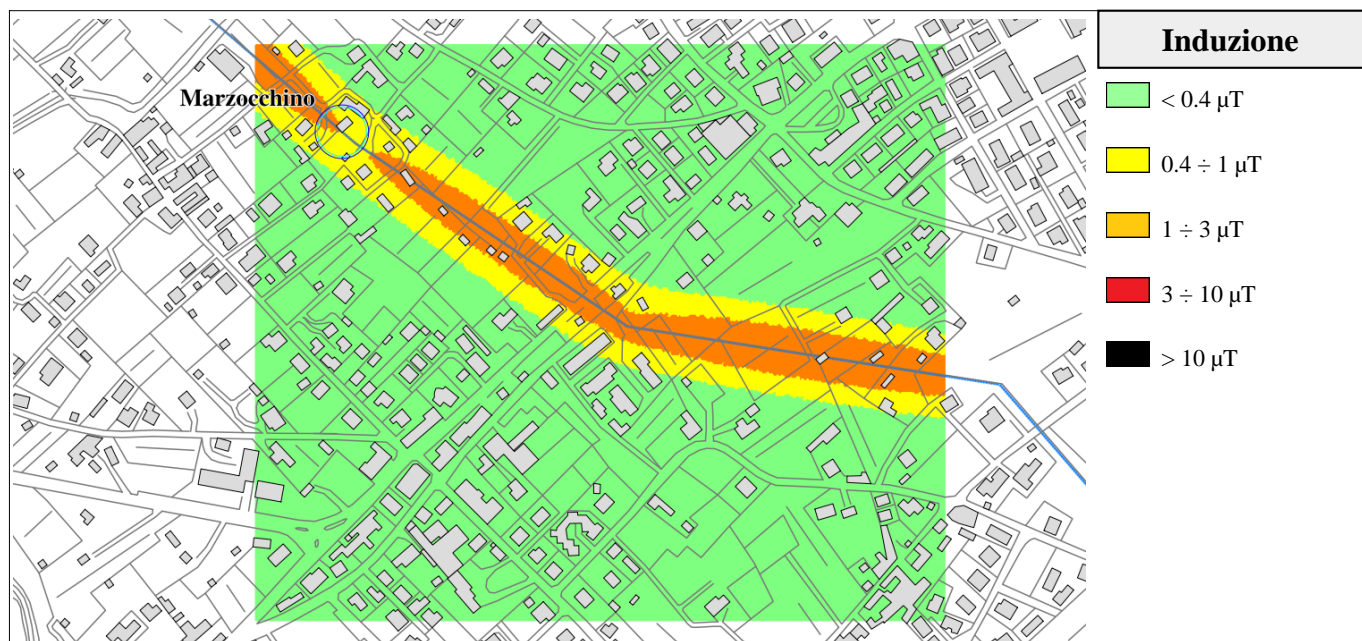 Induzione
< 0.4 µT
Marzocchino
0.4 ÷ 1 µT
1 ÷ 3 µT
3 ÷ 10 µT
> 10 µT